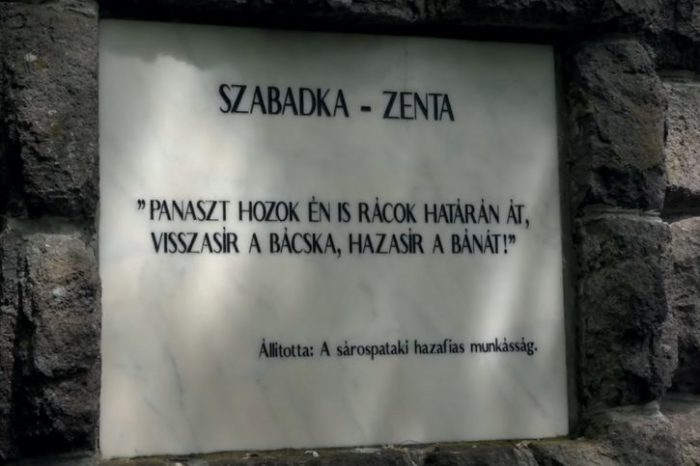 SZABADKA - ZENTA
"PANASZT HOZOK ÉN IS RÁCOK HATÁRÁN ÁT,
VISSZASÍR A BÁCSKA, HAZASÍR A BÁNÁT!"
Állította: A sárospataki hazafias munkásság.